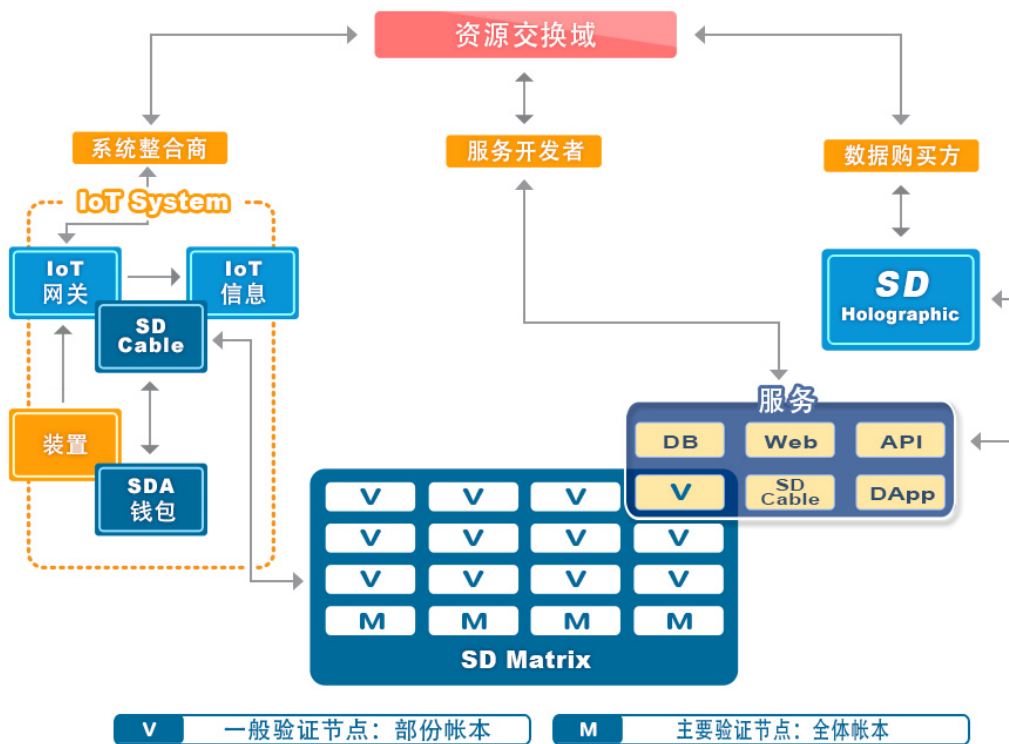 资源交换域
系统整合商
服务开发者
数据购买方
IoT System
IoT
网关
IoT
信息
SD
Cable
SD
Holographic
装置
SDA
钱包
服务
DB Web API
V SD Cable DApp
V V V
V V V V
V V V V
M M M M
SD Matrix
V 一般验证节点：部份帐本
M 主要验证节点：全体帐本